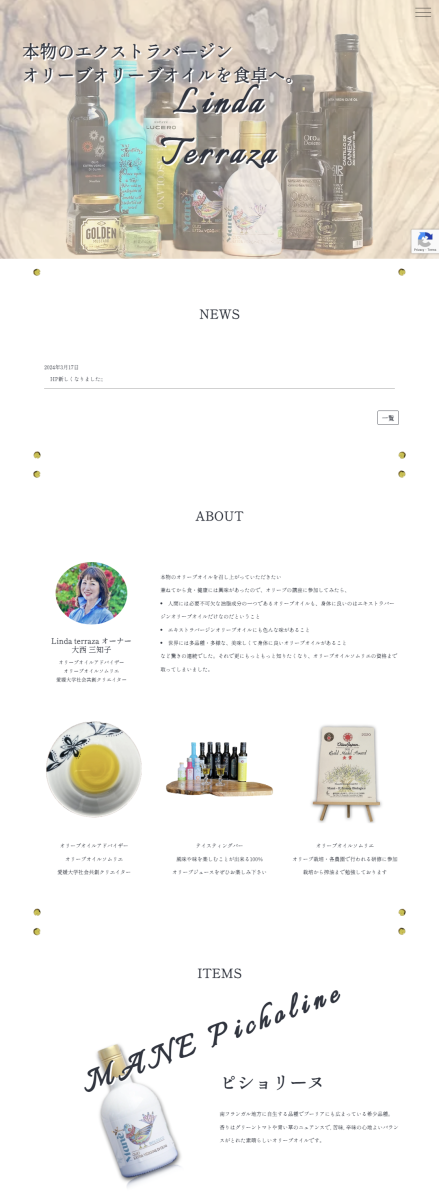 本物のエクストラバージン
オリーブオリーブオイルを食卓へ。
Linda
Terraza
LUCERO
GOLDEN
CASTILLO DE
CANENA
Privacy - Terms
NEWS
2024年5月17日
HP新しくなりました。
一覧
ABOUT
本物のオリーブオイルを召し上がっていただきたい
兼ねてから食・健康には興味があったので、オリーブの講座に参加してみたら、
• 人間には必要不可欠な油脂成分の一つであるオリーブオイルも、身体に良いのはエキストラバー
ジンオリーブオイルだけなのだということ
• エキストラバージンオリーブオイルにも色んな味があること
• 世界には多品種・多様な、美味しくて身体に良いオリーブオイルがあること
など驚きの連続でした。それで更にもっともっと知りたくなり、オリーブオイルソムリエの資格まで
取ってしまいました。
Linda terraza オーナー
大西 三知子
オリーブオイルアドバイザー
オリーブオイルソムリエ
愛媛大学社会共創クリエイター
オリーブオイルアドバイザー
オリーブオイルソムリエ
愛媛大学社会共創クリエイター
テイスティングバー
風味や味を楽しむことが出来る100%
オリーブジュースをぜひお楽しみ下さい
オリーブオイルソムリエ
オリーブ栽培・各農園で行われる研修に参加
栽培から搾油まで勉強しております
ITEMS
MANE Picholine
ピショリーヌ
南フランガル地方に自生する品種でプーリアにも広まっている希少品種。
香りはグリーントマトや青い草のニュアンスで、苦味、辛味の心地よいバラン
スがとれた素晴らしいオリーブオイルです。